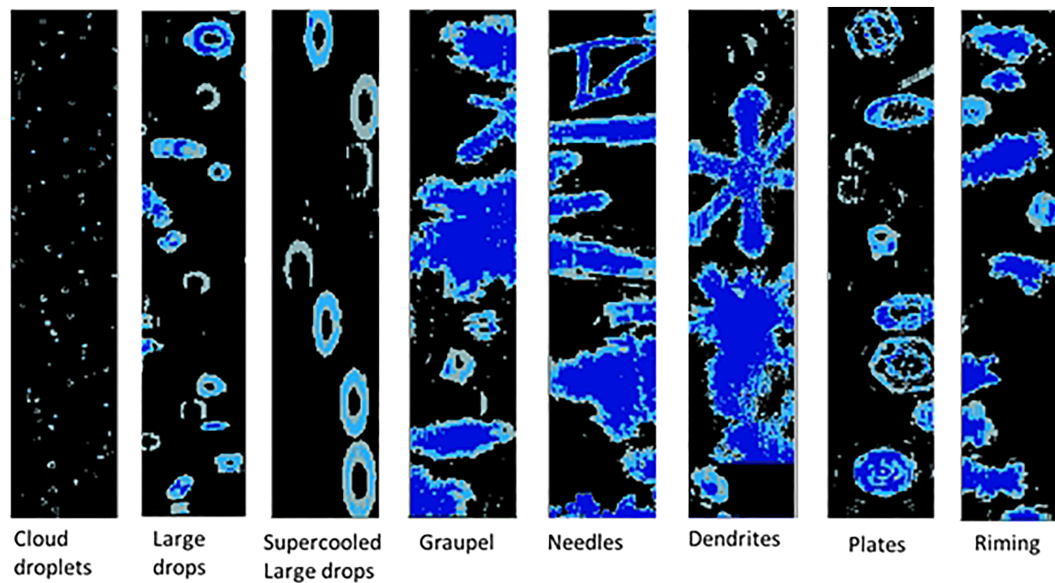 Cloud
droplets
Large
drops
Supercooled
Large drops
Graupel
Needles
Dendrites
Plates
Riming